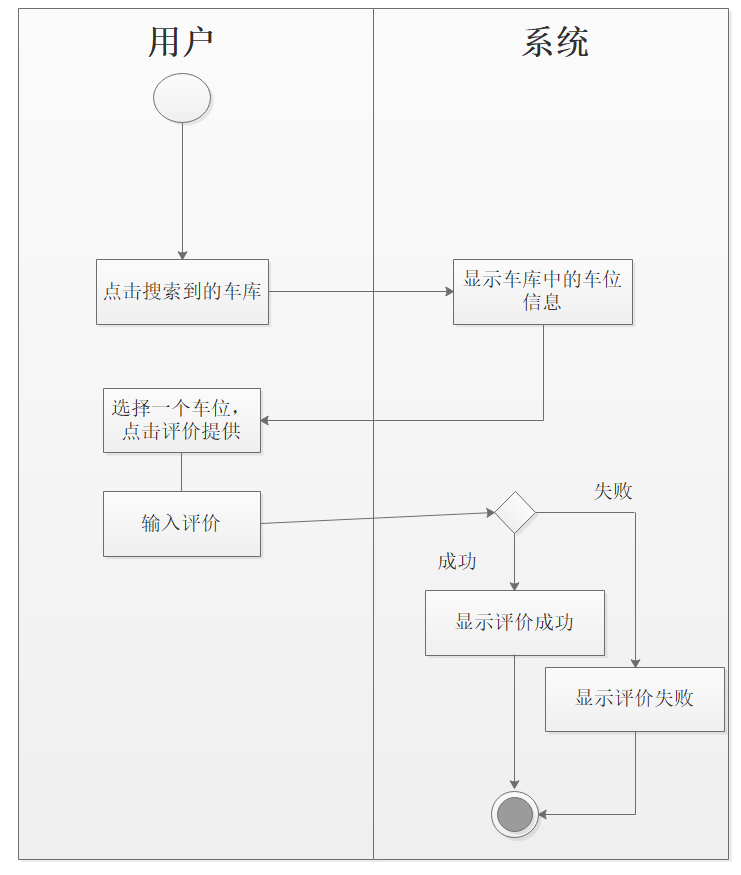 用户
系统
点击搜索到的车库
显示车库中的车位
信息
选择一个车位，
点击评价提供
输入评价
失败
成功
显示评价成功
显示评价失败